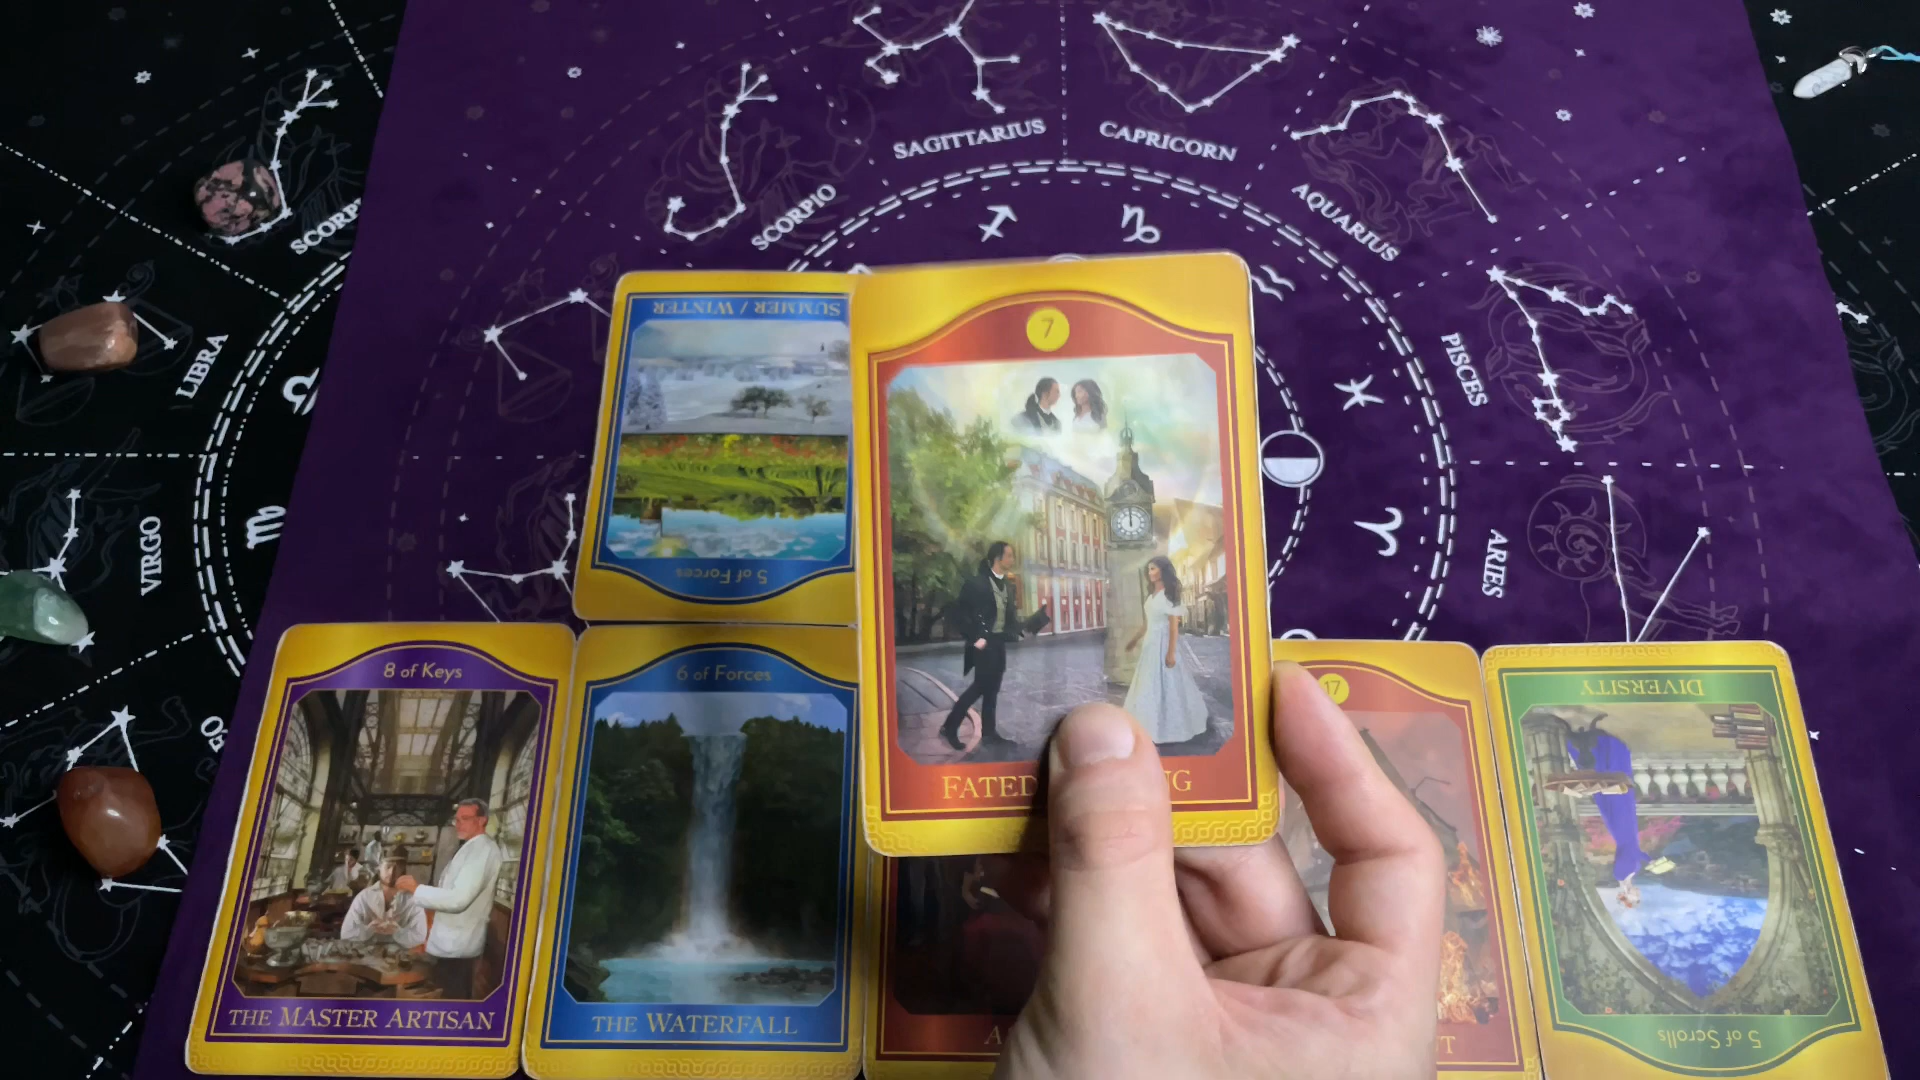 SAGITTARIUS
CAPRICORN
SCORPIO
AQUARIUS
LIBRA
PISCES
VIRGO
ARIES
SUMMER / WINTER
5 of Forces
7
8 of Keys
THE MASTER ARTISAN
6 of Forces
THE WATERFALL
17
DIVERSITY
5 of Scrolls